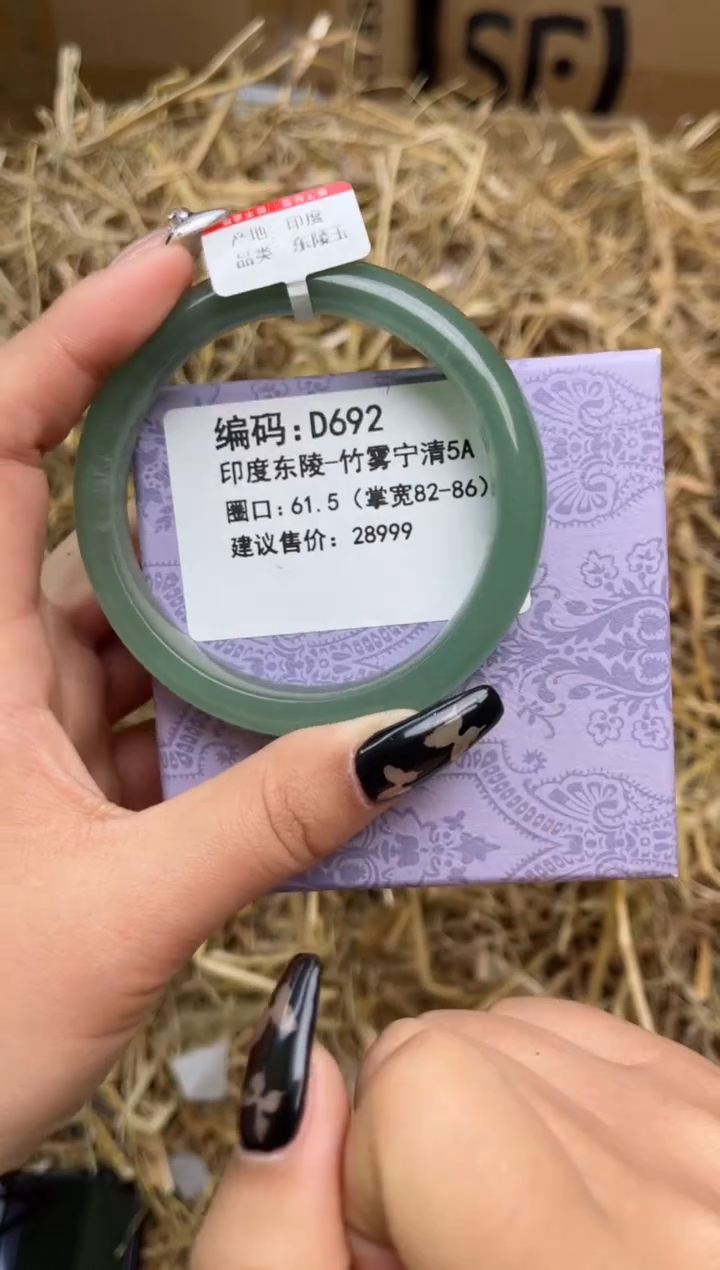 SF
产地 印度
品类 东陵玉
编码:D692
印度东陵-竹雾宁清5A
圈口:61.5（掌宽82-86）
建议售价：28999